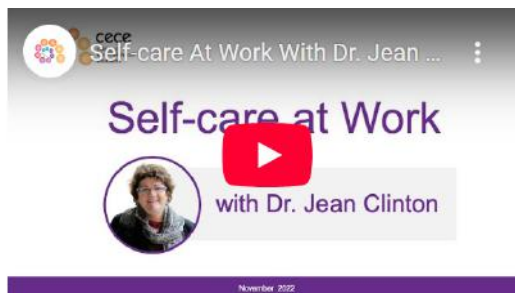 cece
Self-care At Work With Dr. Jean ...
Self-care at Work
with Dr. Jean Clinton
November 2022